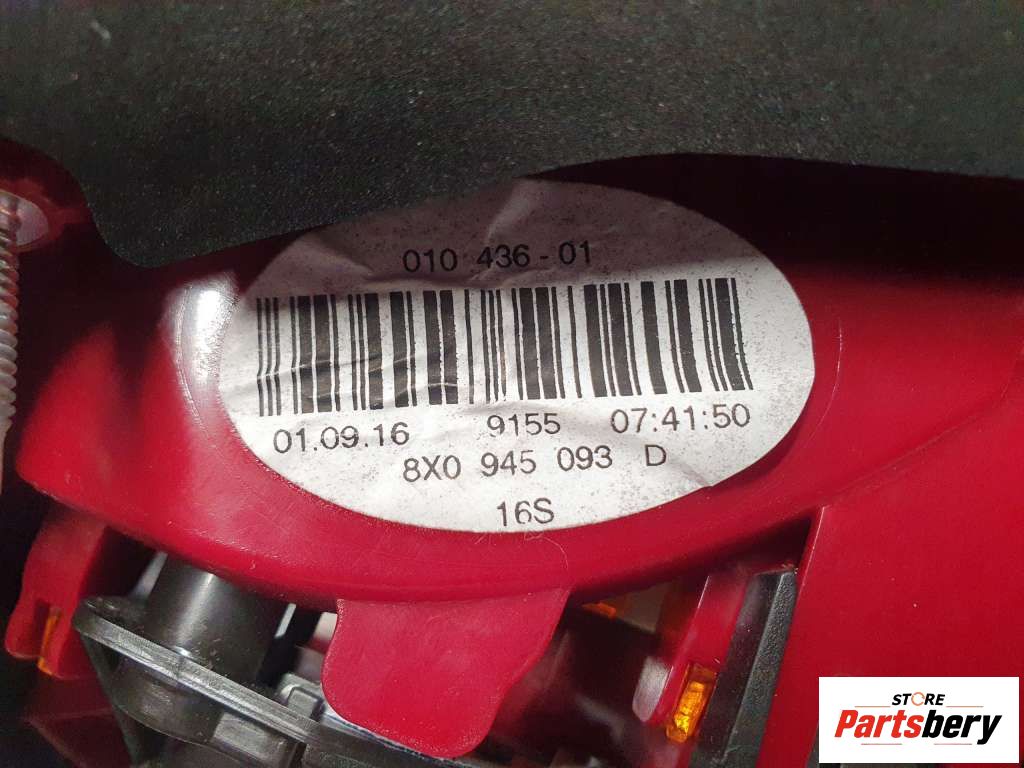 010 436 - 01
01.09.16 9155 07:41:50
8X0 945 093 D
16S
STORE
Partsbery